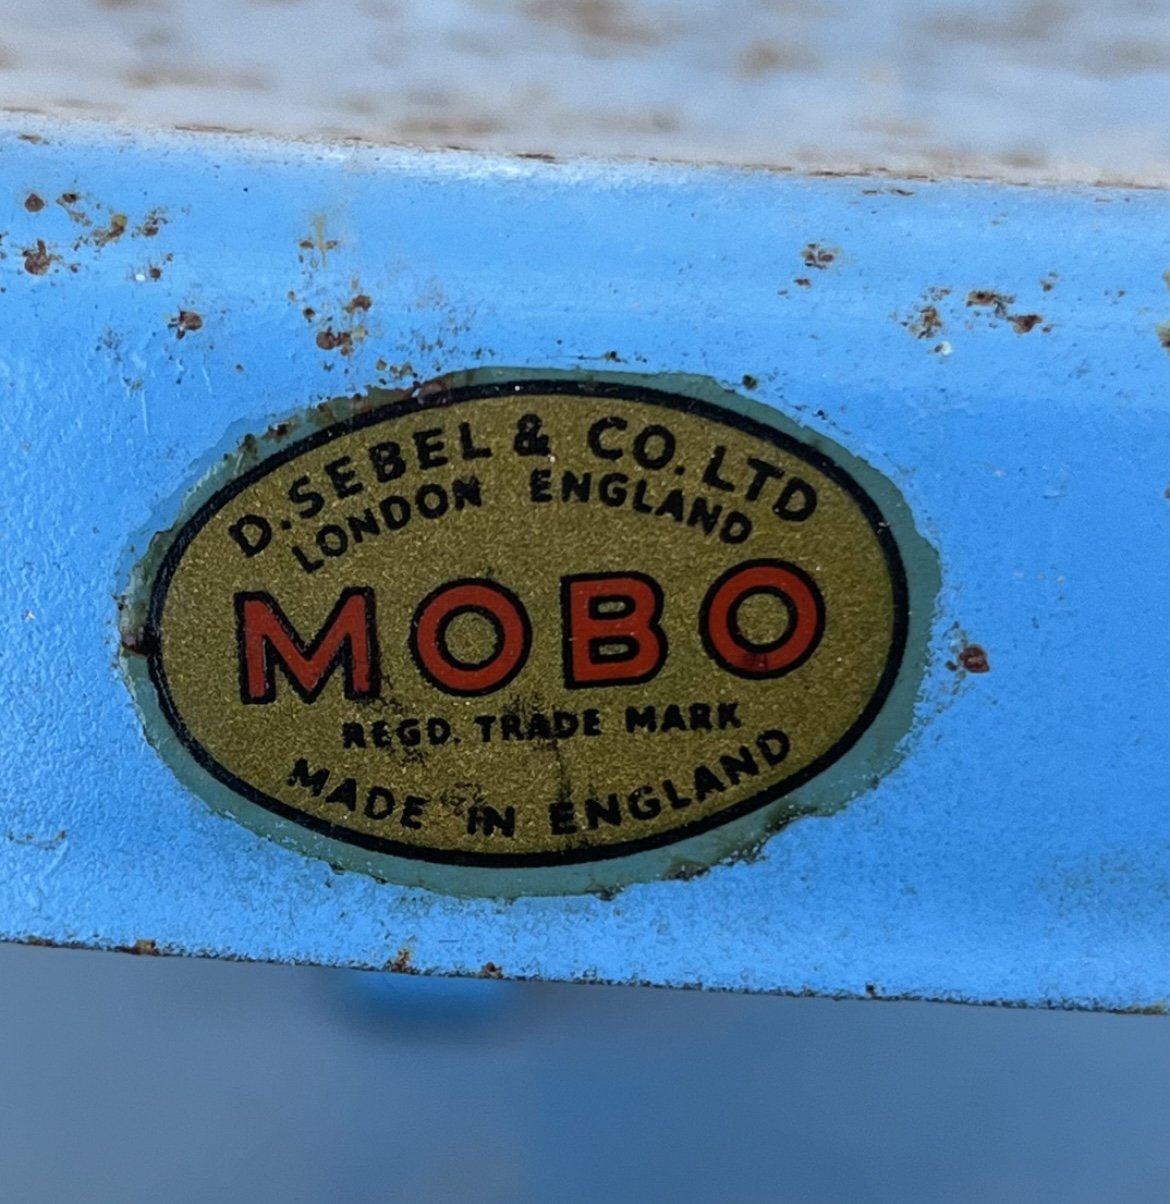 D. SEBEL & CO. LTD
LONDON ENGLAND
MOBO
REGD. TRADE MARK
MADE IN ENGLAND